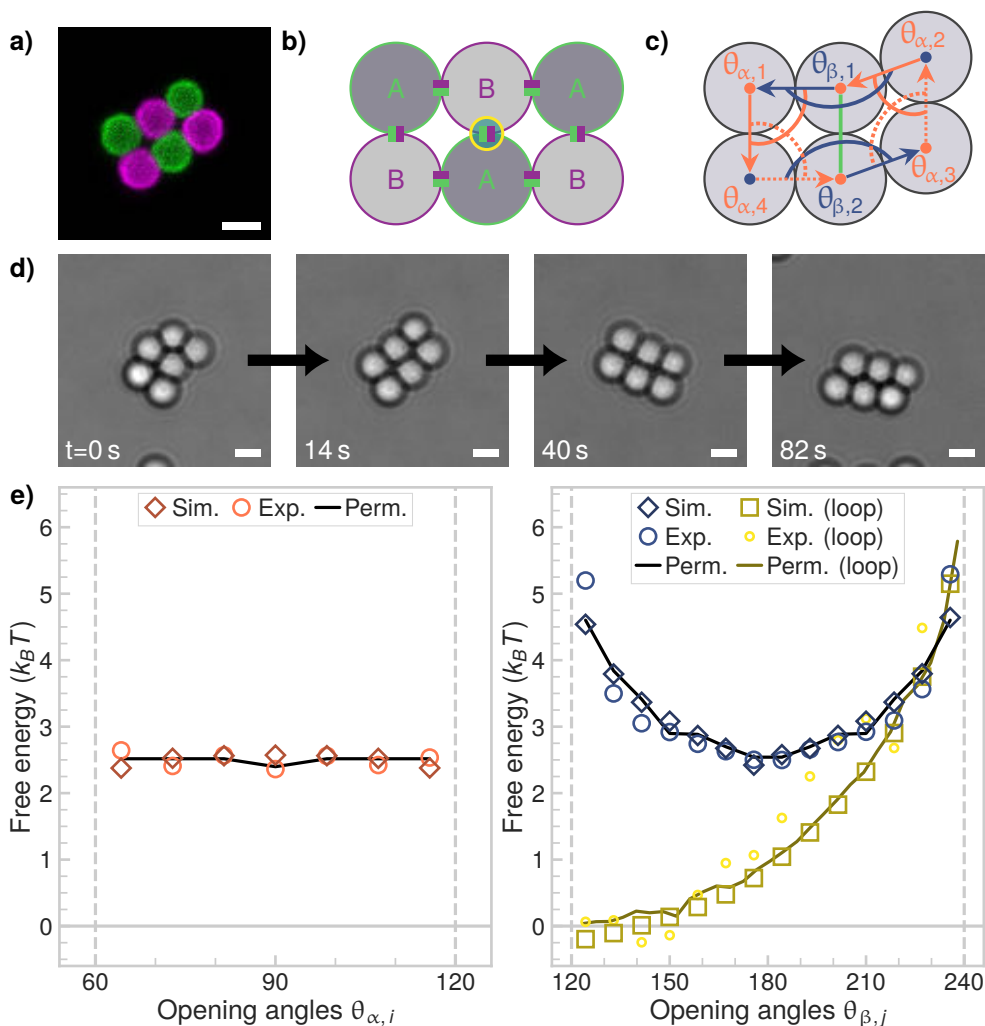 a)
b)
c)
A B A
B A B
θα,1 θβ,1 θα,2
θα,4 θβ,2 θα,3
d)
t=0 s
14 s
40 s
82 s
e)
Sim. Exp. Perm.
Free energy (kBT)
6
5
4
3
2
1
0
60 90 120
Opening angles θα,i
Sim. Sim. (loop)
Exp. Exp. (loop)
Perm. Perm. (loop)
Free energy (kBT)
6
5
4
3
2
1
0
120 150 180 210 240
Opening angles θβ,j